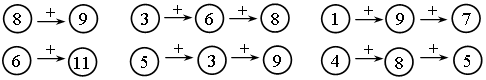 8 + 9 3 + 6 + 8 1 + 9 + 7
6 + 11 5 + 3 + 9 4 + 8 + 5